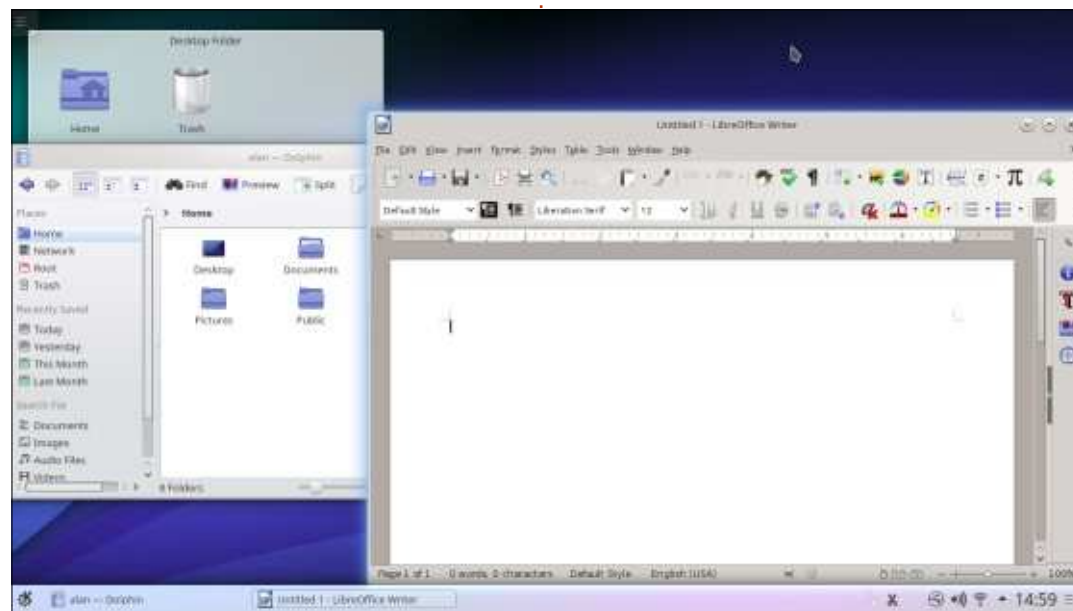 Desktop Folder
Home
Trash
alan — Dolphin
Find
Preview
Split
Places
Home
Network
Root
Trash
Recently Saved
Today
Yesterday
This Month
Last Month
Search For
Documents
Images
Audio Files
Videos
Home
Desktop
Documents
Pictures
Public
6 Folders
Untitled 1 - LibreOffice Writer
File Edit View Insert Format Styles Table Tools Window Help
Default Style
Liberation Serif
12
Page 1 of 1
0 words, 0 characters
Default Style
English (USA)
100%
alan — Dolphin
Untitled 1 - LibreOffice Writer
14:59